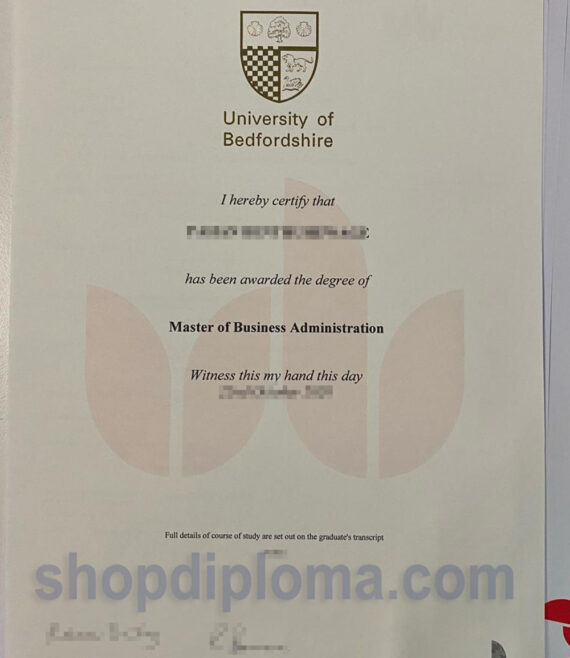 University of
Bedfordshire
I hereby certify that
has been awarded the degree of
Master of Business Administration
Witness this my hand this day
Full details of course of study are set out on the graduate's transcript
shopdiploma.com